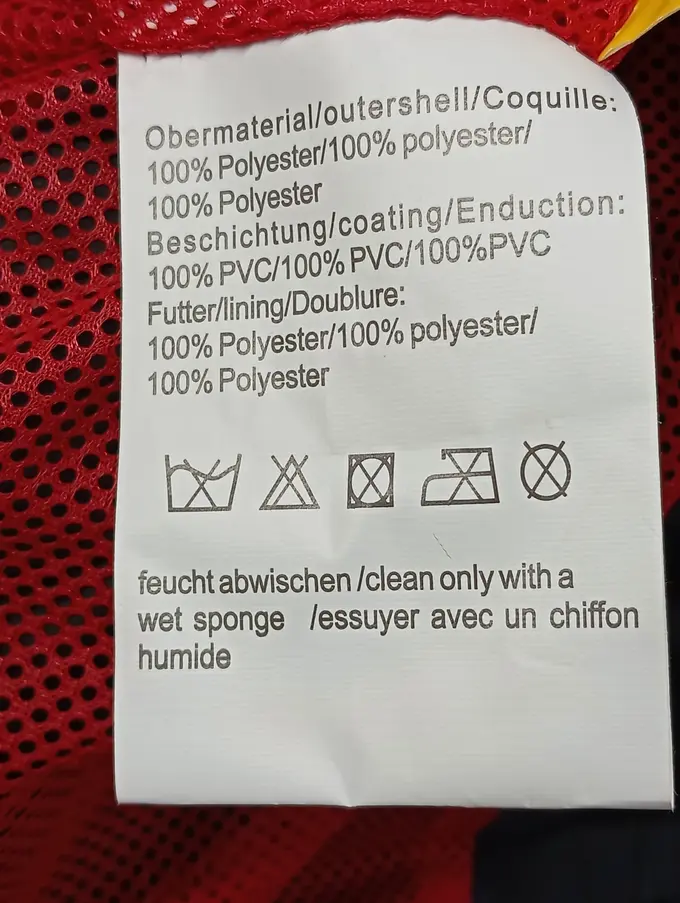 Obermaterial/outershell/Coquille:
100% Polyester/100% polyester/
100% Polyester
Beschichtung/coating/Enduction:
100% PVC/100% PVC/100%PVC
Futter/lining/Doublure:
100% Polyester/100% polyester/
100% Polyester
feucht abwischen /clean only with a
wet sponge /essuyer avec un chiffon
humide